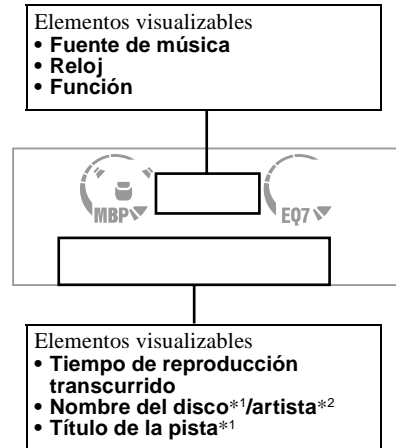 Elementos visualizables
• Fuente de música
• Reloj
• Función
MBP EQ7
Elementos visualizables
• Tiempo de reproducción
transcurrido
• Nombre del disco*1/artista*2
• Título de la pista*1